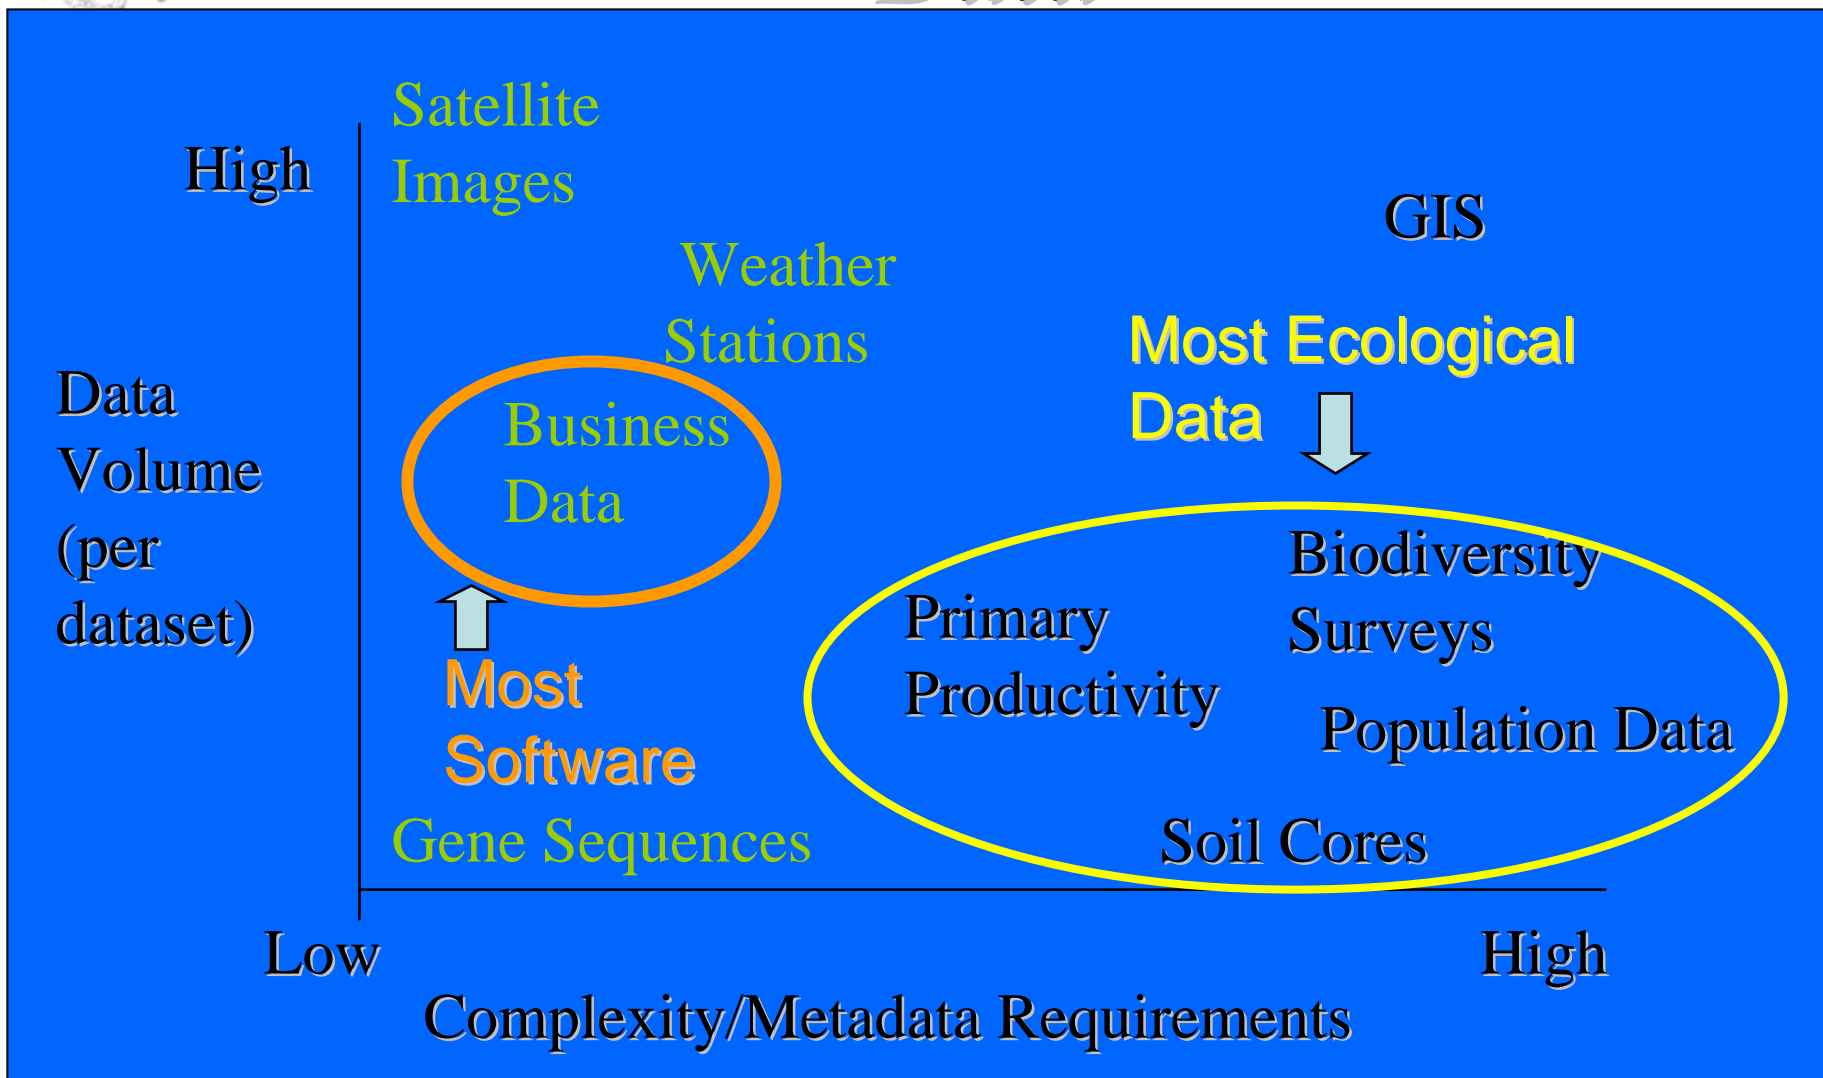 Satellite
Images
High
GIS
Weather
Stations
Most Ecological
Data
Data
Volume
(per
dataset)
Business
Data
Biodiversity
Surveys
Primary
Productivity
Most
Software
Population Data
Gene Sequences
Soil Cores
Low
High
Complexity/Metadata Requirements